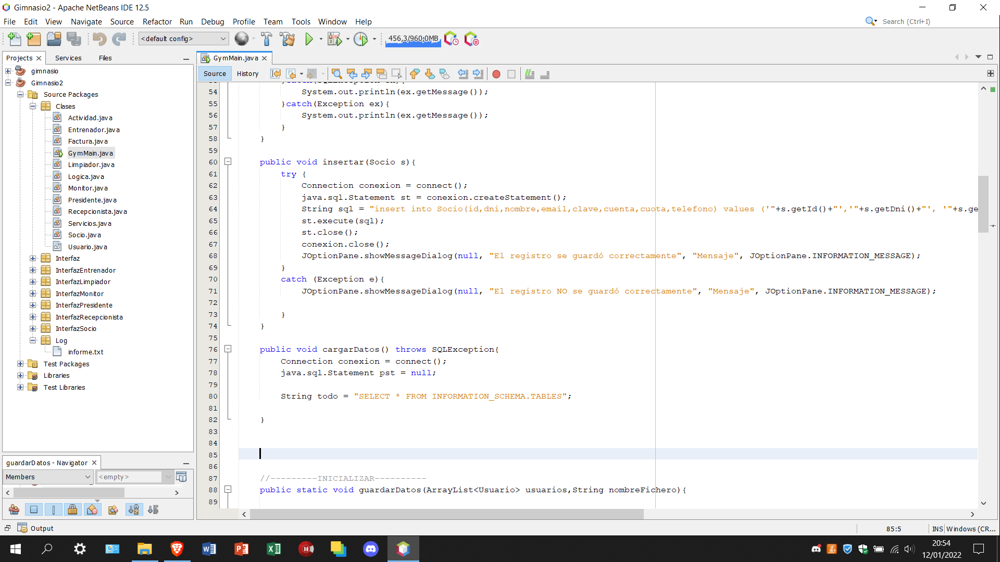 Gimnasio2 - Apache NetBeans IDE 12.5
File Edit View Navigate Source Refactor Run Debug Profile Team Tools Window Help
Search (Ctrl+I)
<default config>
456,3/960,0MB
Projects Services Files
GymMain.java
Source History
gimnasio
Gimnasio2
Source Packages
Clases
Actividad.java
Entrenador.java
Factura.java
GymMain.java
Limpiador.java
Logica.java
Monitor.java
Presidente.java
Recepcionista.java
Servicios.java
Socio.java
Usuario.java
Interfaz
InterfazEntrenador
InterfazLimpiador
InterfazMonitor
InterfazPresidente
InterfazRecepcionista
InterfazSocio
Log
informe.txt
Test Packages
Libraries
Test Libraries
guardarDatos - Navigator
Members
<empty>
54 System.out.println(ex.getMessage());
55 }catch(Exception ex){
56 System.out.println(ex.getMessage());
57 }
58 }
59
60 public void insertar(Socio s){
61 try {
62 Connection conexion = connect();
63 java.sql.Statement st = conexion.createStatement();
64 String sql = "insert into Socio(id,dni,nombre,email,clave,cuenta,cuota,telefono) values ('"+s.getId()+"','"+s.getDni()+"', '"+s.ge
65 st.execute(sql);
66 st.close();
67 conexion.close();
68 JOptionPane.showMessageDialog(null, "El registro se guardó correctamente", "Mensaje", JOptionPane.INFORMATION_MESSAGE);
69 }
70 catch (Exception e){
71 JOptionPane.showMessageDialog(null, "El registro NO se guardó correctamente", "Mensaje", JOptionPane.INFORMATION_MESSAGE);
72
73 }
74 }
75
76 public void cargarDatos() throws SQLException{
77 Connection conexion = connect();
78 java.sql.Statement pst = null;
79
80 String todo = "SELECT * FROM INFORMATION_SCHEMA.TABLES";
81
82 }
83
84
85
86
87 //---------INICIALIZAR----------
88 public static void guardarDatos(ArrayList<Usuario> usuarios,String nombreFichero){
89
Output
85:5 INS Windows (CR...
20:54
12/01/2022